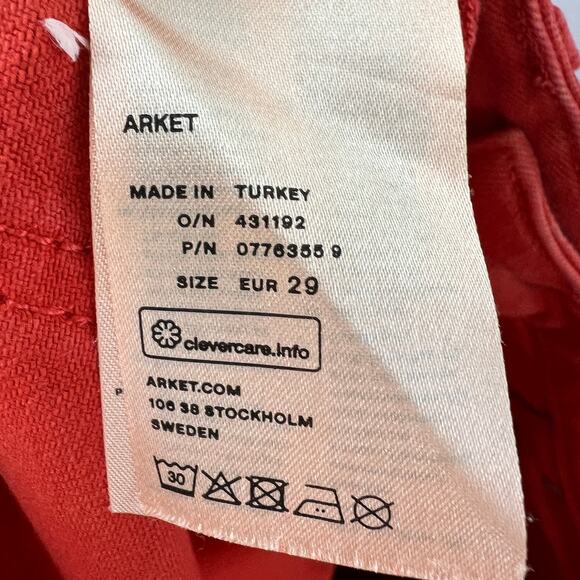 ARKET
MADE IN TURKEY
O/N 431192
P/N 0776355 9
SIZE EUR 29
clevercare.info
ARKET.COM
106 38 STOCKHOLM
SWEDEN
P
30